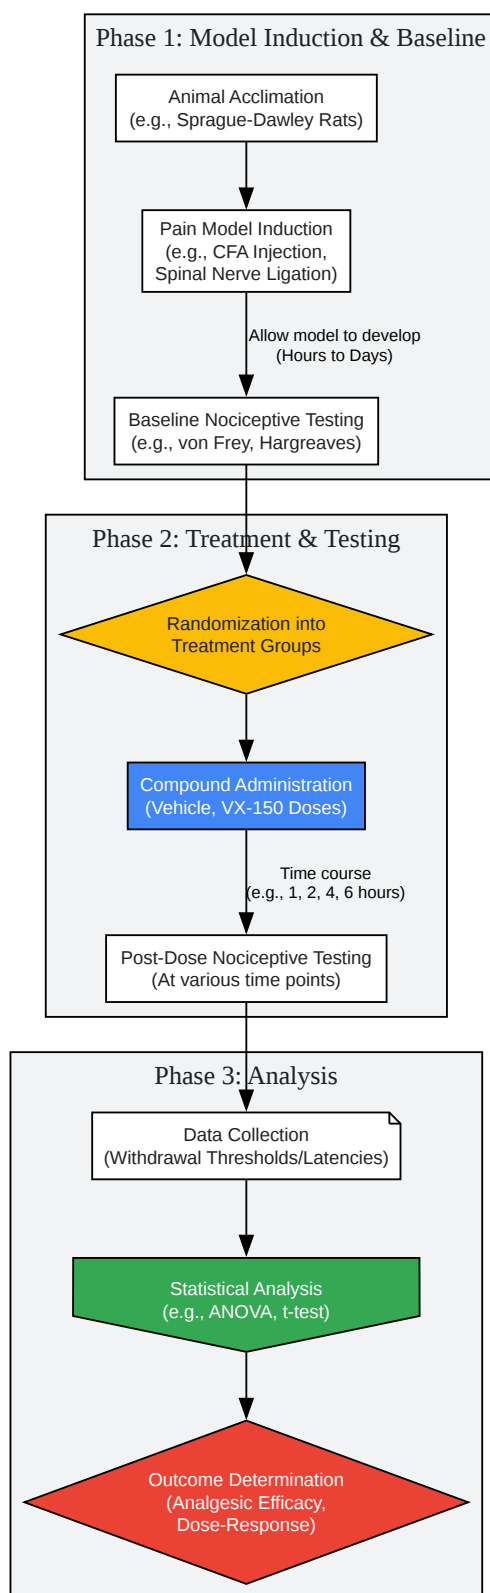 Phase 1: Model Induction & Baseline
Animal Acclimation
(e.g., Sprague-Dawley Rats)
Pain Model Induction
(e.g., CFA Injection,
Spinal Nerve Ligation)
Allow model to develop
(Hours to Days)
Baseline Nociceptive Testing
(e.g., von Frey, Hargreaves)
Phase 2: Treatment & Testing
Randomization into
Treatment Groups
Compound Administration
(Vehicle, VX-150 Doses)
Time course
(e.g., 1, 2, 4, 6 hours)
Post-Dose Nociceptive Testing
(At various time points)
Phase 3: Analysis
Data Collection
(Withdrawal Thresholds/Latencies)
Statistical Analysis
(e.g., ANOVA, t-test)
Outcome Determination
(Analgesic Efficacy,
Dose-Response)